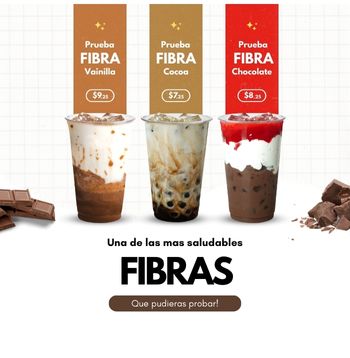 Prueba
FIBRA
Vainilla
$9.25
Prueba
FIBRA
Cocoa
$7.25
Prueba
FIBRA
Chocolate
$8.25
Una de las mas saludables
FIBRAS
Que pudieras probar!